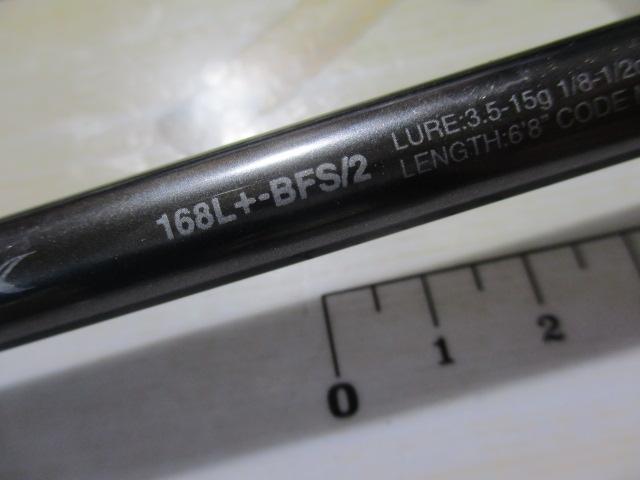 168L+-BFS/2
LURE:3.5-15g 1/8-1/2
LENGTH:6'8" CODE
0 1 2